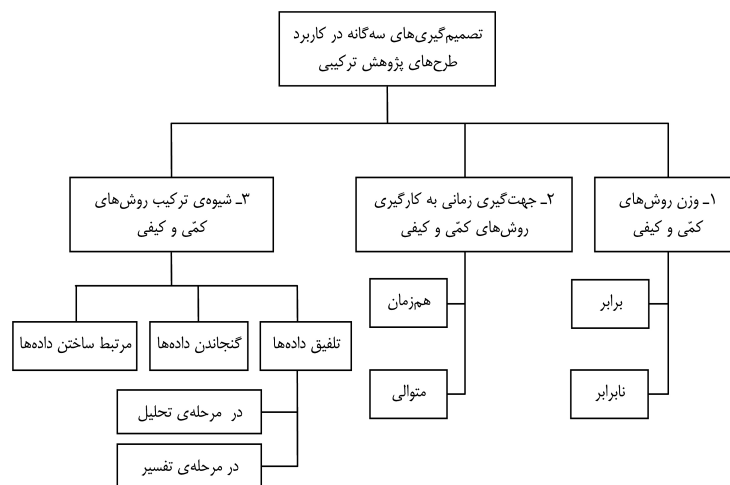 تصمیم‌گیری‌های سه‌گانه در کاربرد
طرح‌های پژوهش ترکیبی
۱ـ وزن روش‌های
کمّی و کیفی
۲ـ جهت‌گیری زمانی به کارگیری
روش‌های کمّی و کیفی
۳ـ شیوه‌ی ترکیب روش‌های
کمّی و کیفی
برابر
نابرابر
هم‌زمان
متوالی
تلفیق داده‌ها
گنجاندن داده‌ها
مرتبط ساختن داده‌ها
در مرحله‌ی تحلیل
در مرحله‌ی تفسیر